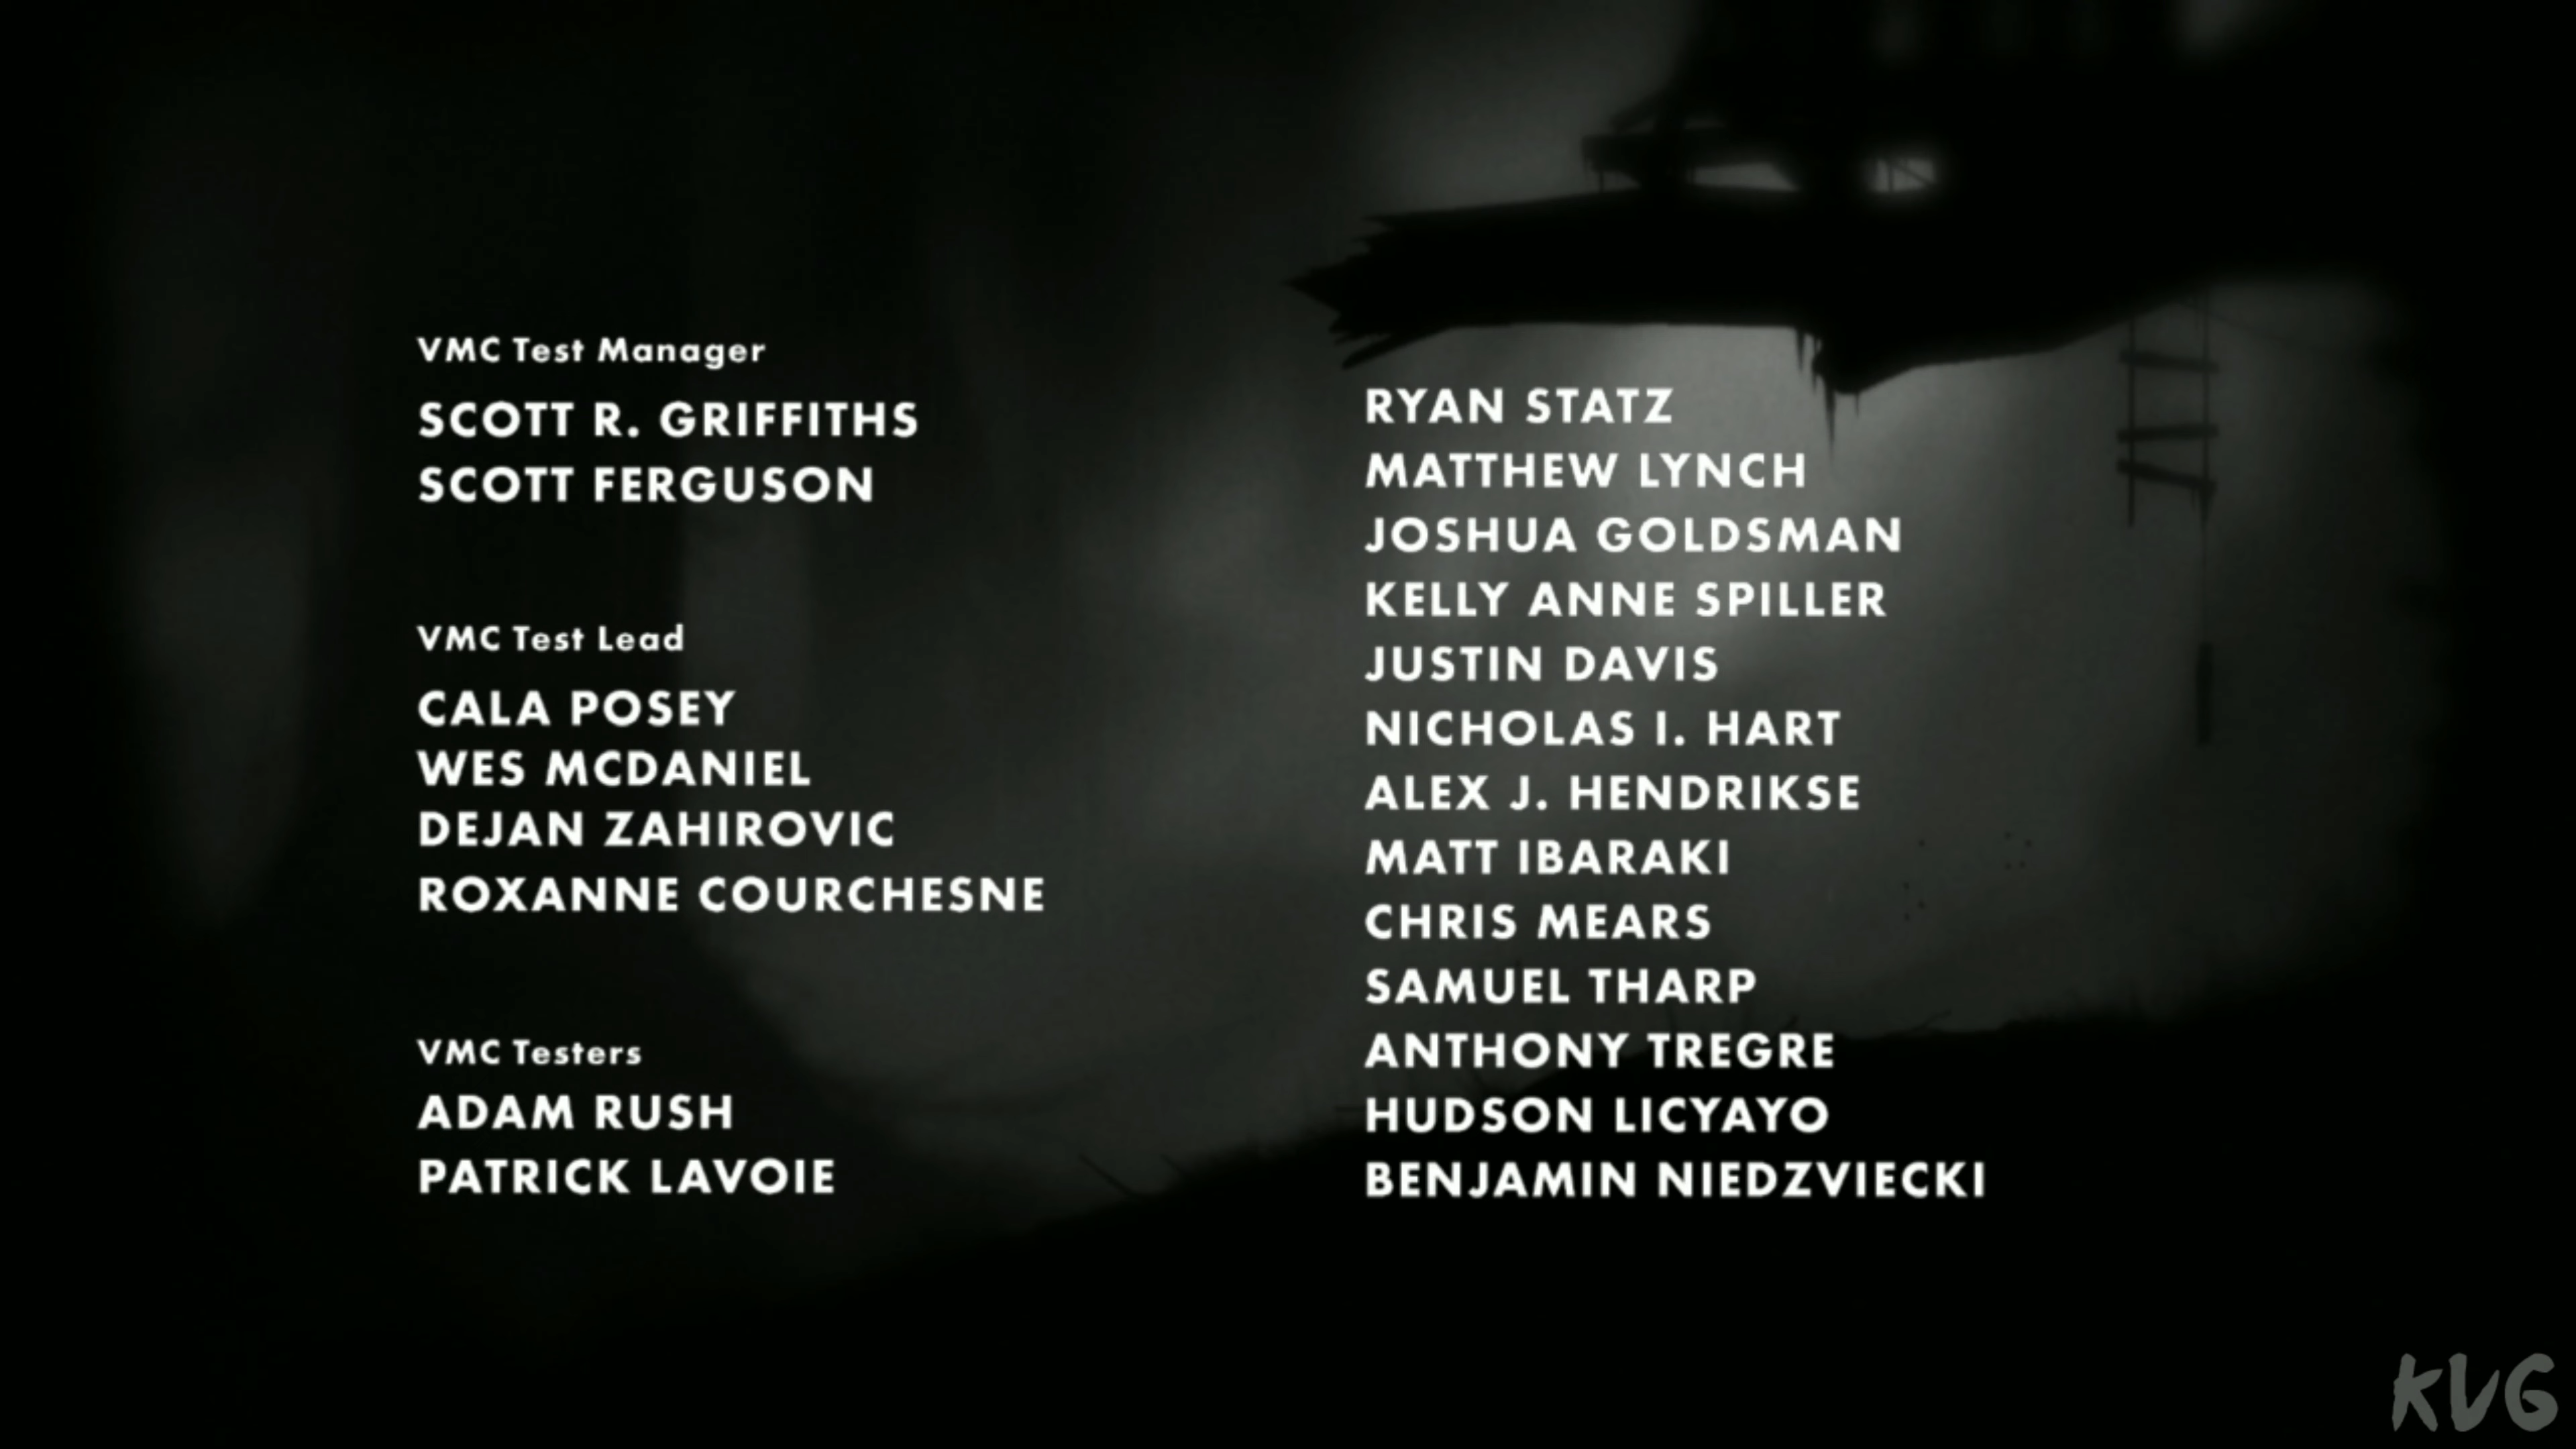 VMC Test Manager
SCOTT R. GRIFFITHS
SCOTT FERGUSON
VMC Test Lead
CALA POSEY
WES MCDANIEL
DEJAN ZAHIROVIC
ROXANNE COURCHESNE
VMC Testers
ADAM RUSH
PATRICK LAVOIE
RYAN STATZ
MATTHEW LYNCH
JOSHUA GOLDSMAN
KELLY ANNE SPILLER
JUSTIN DAVIS
NICHOLAS I. HART
ALEX J. HENDRIKSE
MATT IBARAKI
CHRIS MEARS
SAMUEL THARP
ANTHONY TREGRE
HUDSON LICYAYO
BENJAMIN NIEDZVIECKI
KVG